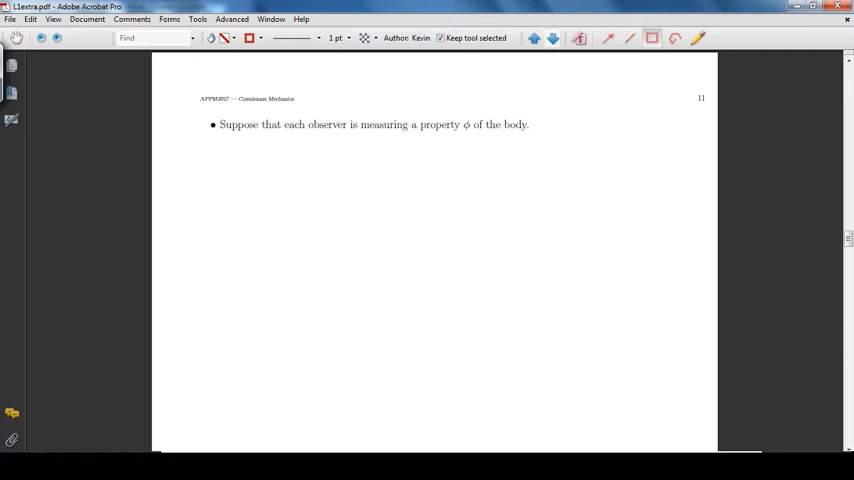 L1extra.pdf - Adobe Acrobat Pro
File Edit View Document Comments Forms Tools Advanced Window Help
Find 1 pt Author: Kevin Keep tool selected
APPM3017 — Continuum Mechanics 11
• Suppose that each observer is measuring a property ϕ of the body.